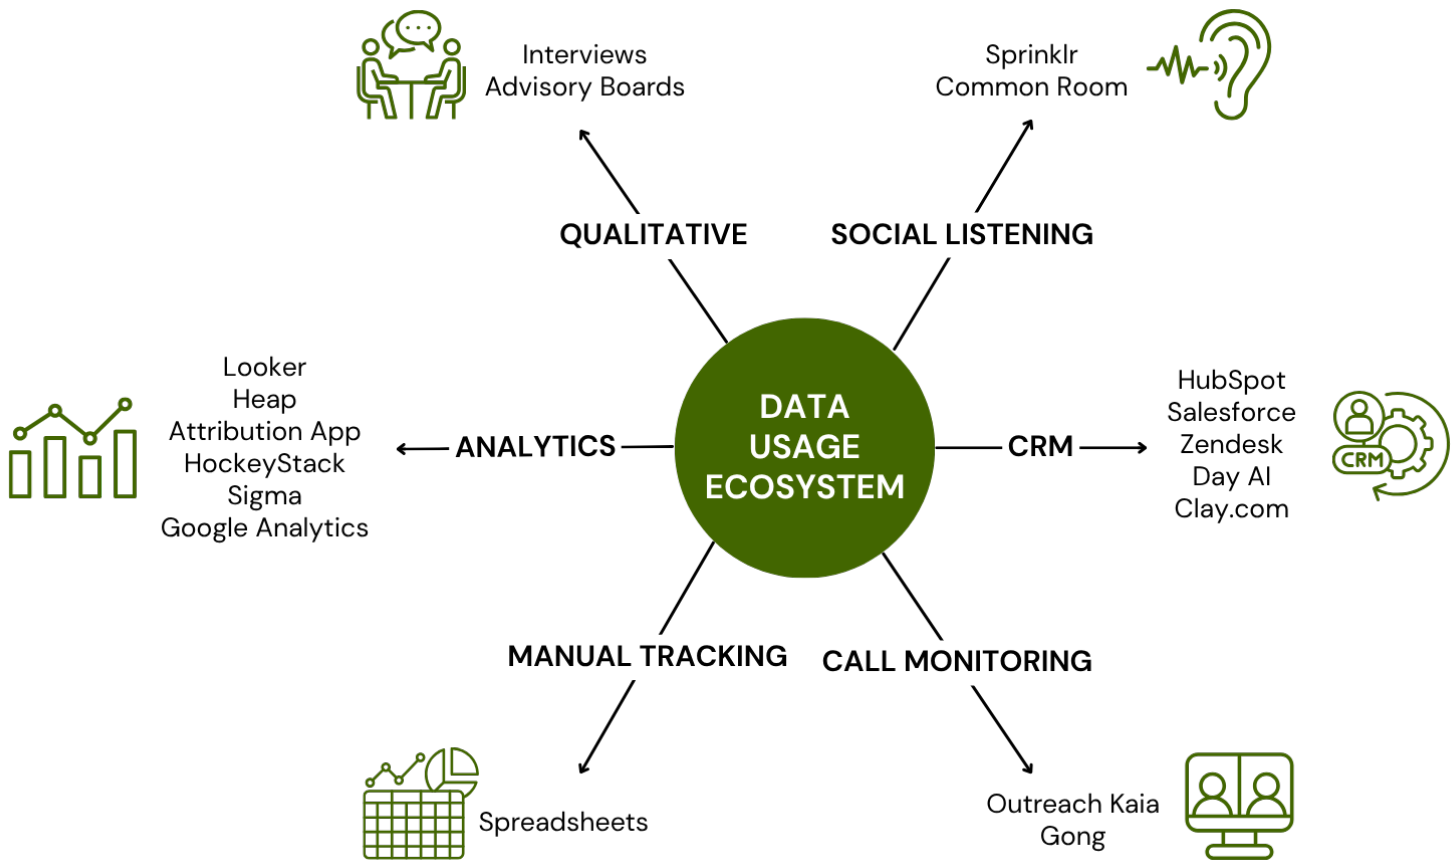 Interviews
Advisory Boards
Sprinklr
Common Room
QUALITATIVE
SOCIAL LISTENING
Looker
Heap
Attribution App
HockeyStack
Sigma
Google Analytics
ANALYTICS
DATA
USAGE
ECOSYSTEM
CRM
HubSpot
Salesforce
Zendesk
Day AI
Clay.com
CRM
MANUAL TRACKING
CALL MONITORING
Spreadsheets
Outreach Kaia
Gong